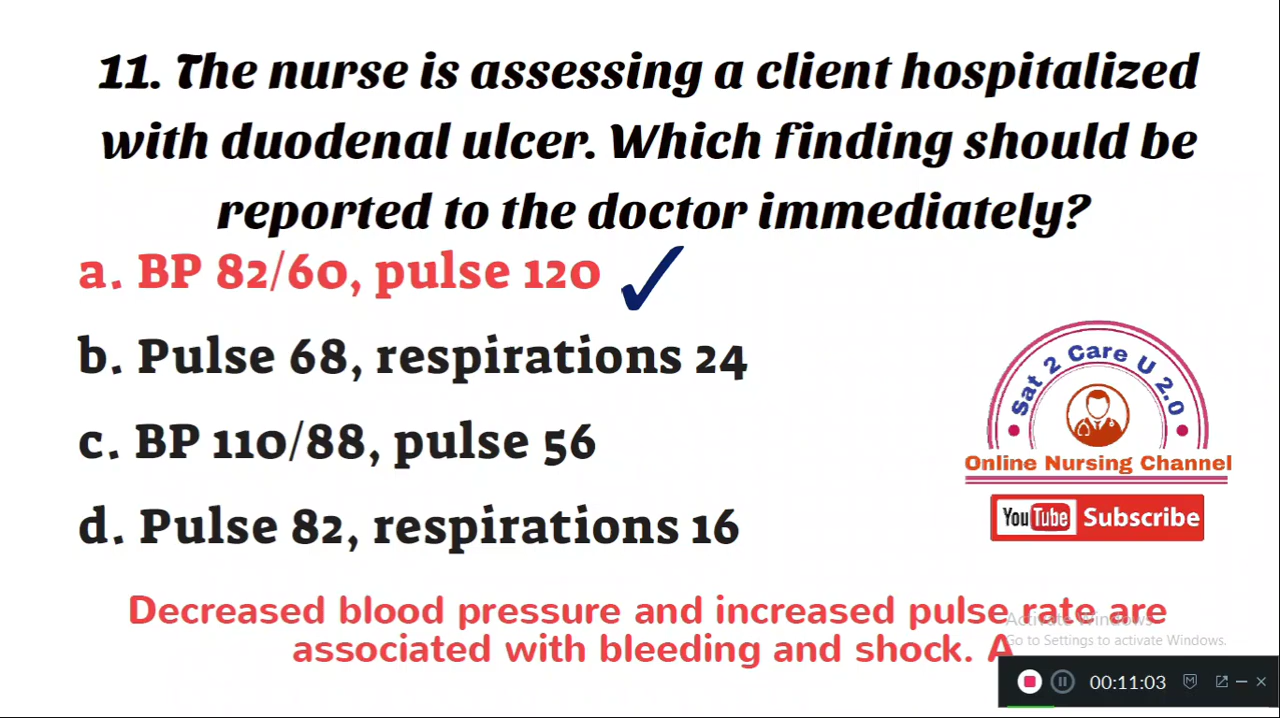 11. The nurse is assessing a client hospitalized
with duodenal ulcer. Which finding should be
reported to the doctor immediately?
a. BP 82/60, pulse 120
b. Pulse 68, respirations 24
c. BP 110/88, pulse 56
d. Pulse 82, respirations 16
Sat 2 Care U 2.0
Online Nursing Channel
YouTube Subscribe
Decreased blood pressure and increased pulse rate are
associated with bleeding and shock. A
Activate Windows
Go to Settings to activate Windows.
00:11:03